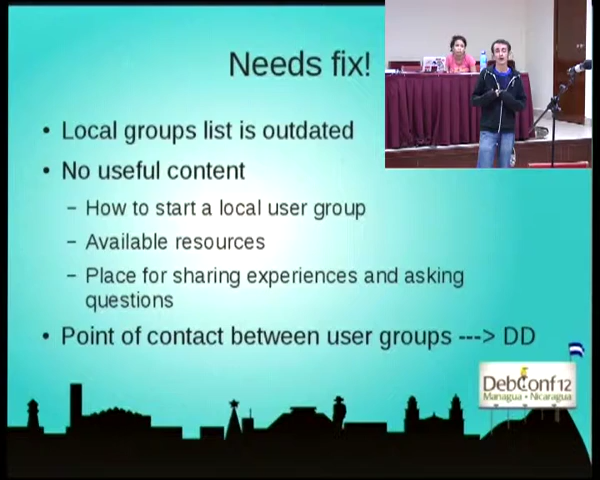 Needs fix!
• Local groups list is outdated
• No useful content
– How to start a local user group
– Available resources
– Place for sharing experiences and asking
questions
• Point of contact between user groups ---> DD
DebConf12
Managua • Nicaragua